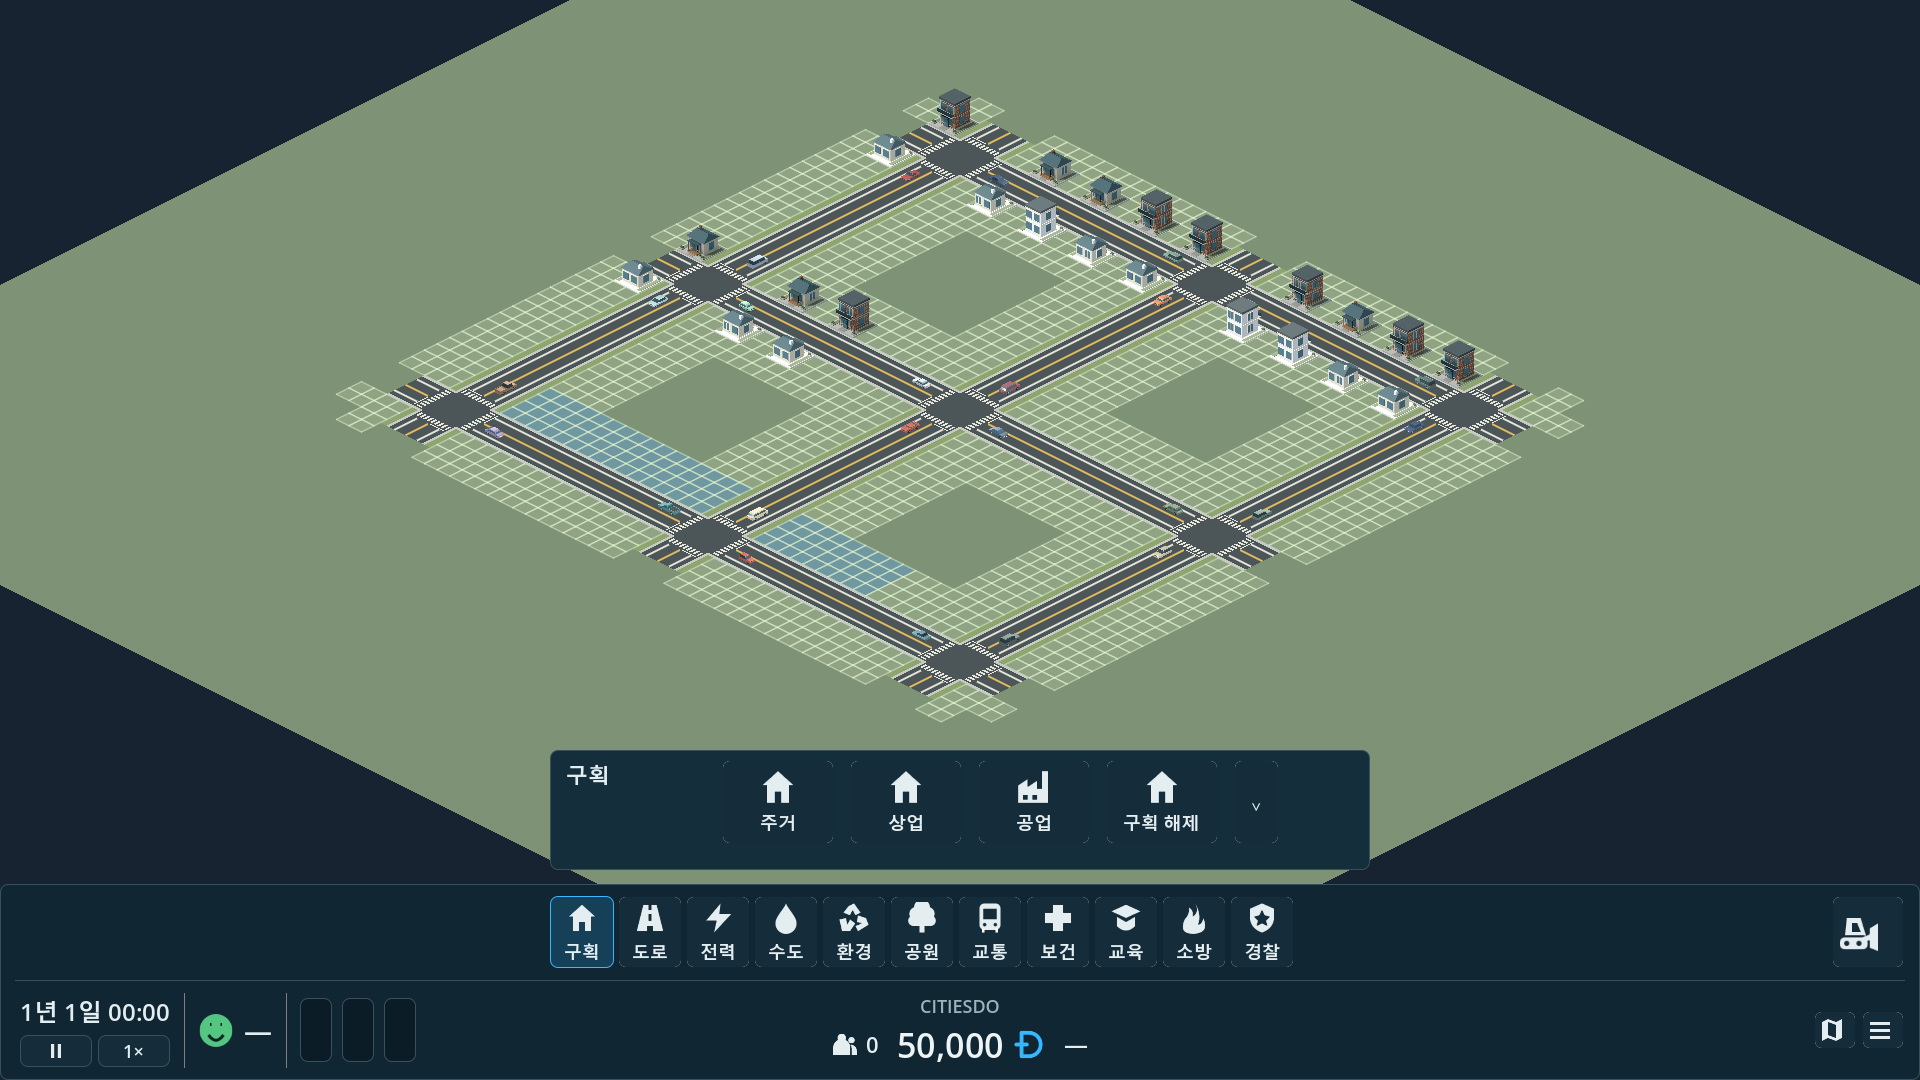 구획
주거
상업
공업
구획 해제
구획
도로
전력
수도
환경
공원
교통
보건
교육
소방
경찰
1년 1일 00:00
1×
—
CITIESDO
0
50,000
—